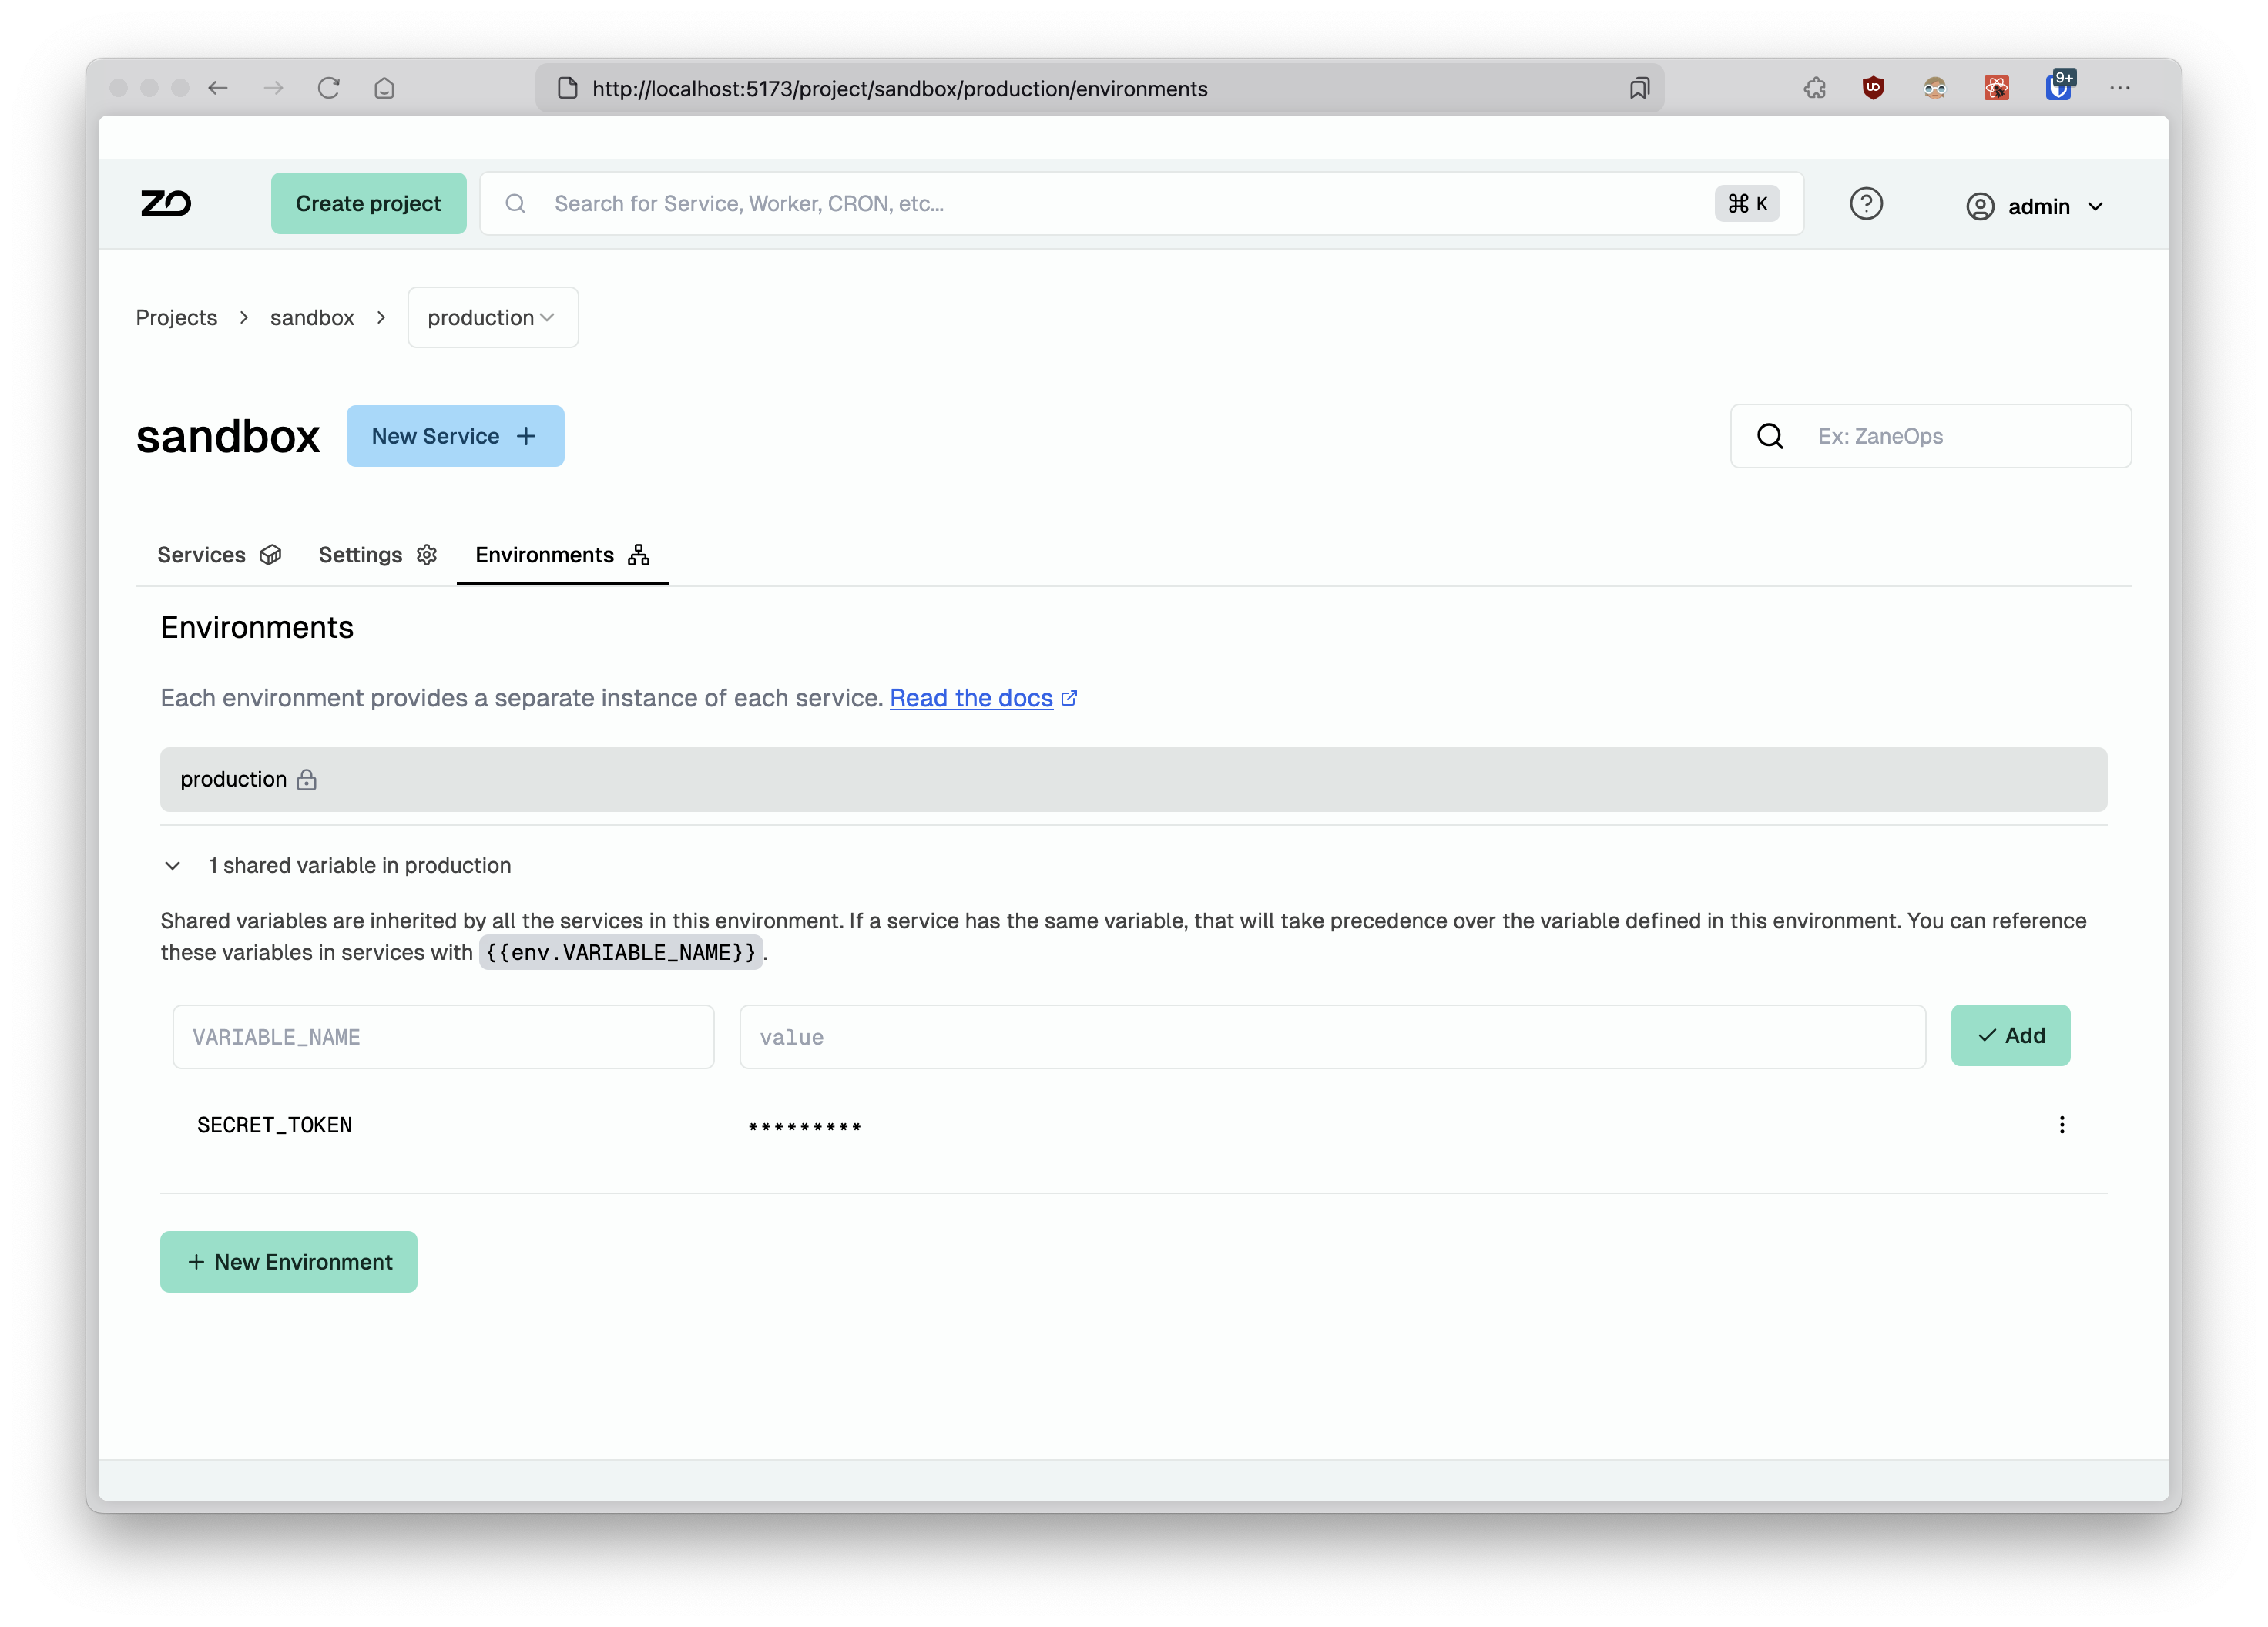 http://localhost:5173/project/sandbox/production/environments
9+
ZO
Create project
Search for Service, Worker, CRON, etc...
⌘ K
admin
Projects > sandbox > production
sandbox
New Service +
Ex: ZaneOps
Services
Settings
Environments
Environments
Each environment provides a separate instance of each service. Read the docs
production
1 shared variable in production
Shared variables are inherited by all the services in this environment. If a service has the same variable, that will take precedence over the variable defined in this environment. You can reference
these variables in services with {{env.VARIABLE_NAME}}.
VARIABLE_NAME
value
Add
SECRET_TOKEN
*********
+ New Environment